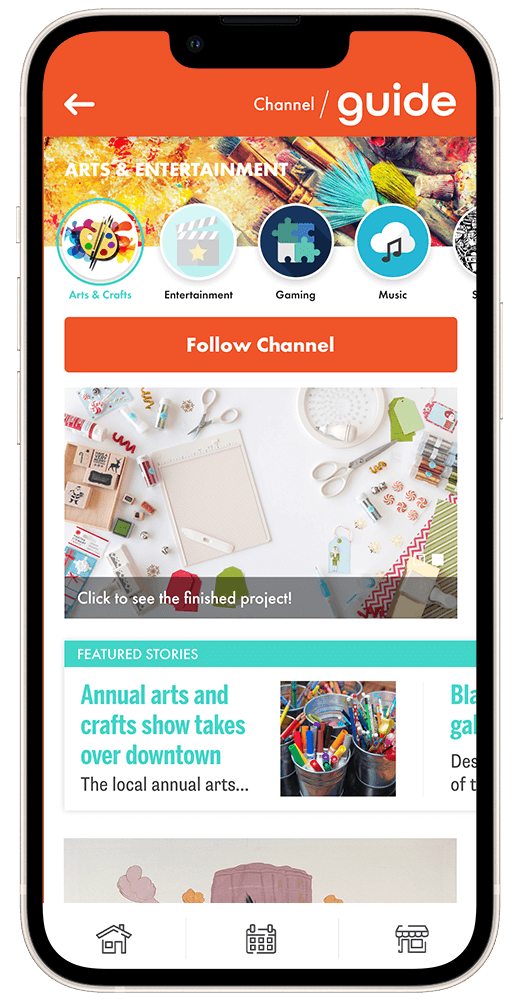 Channel / guide
ARTS & ENTERTAINMENT
Arts & Crafts
Entertainment
Gaming
Music
S
Follow Channel
Click to see the finished project!
FEATURED STORIES
Annual arts and
crafts show takes
over downtown
The local annual arts...
Bla
gal
Des
of t